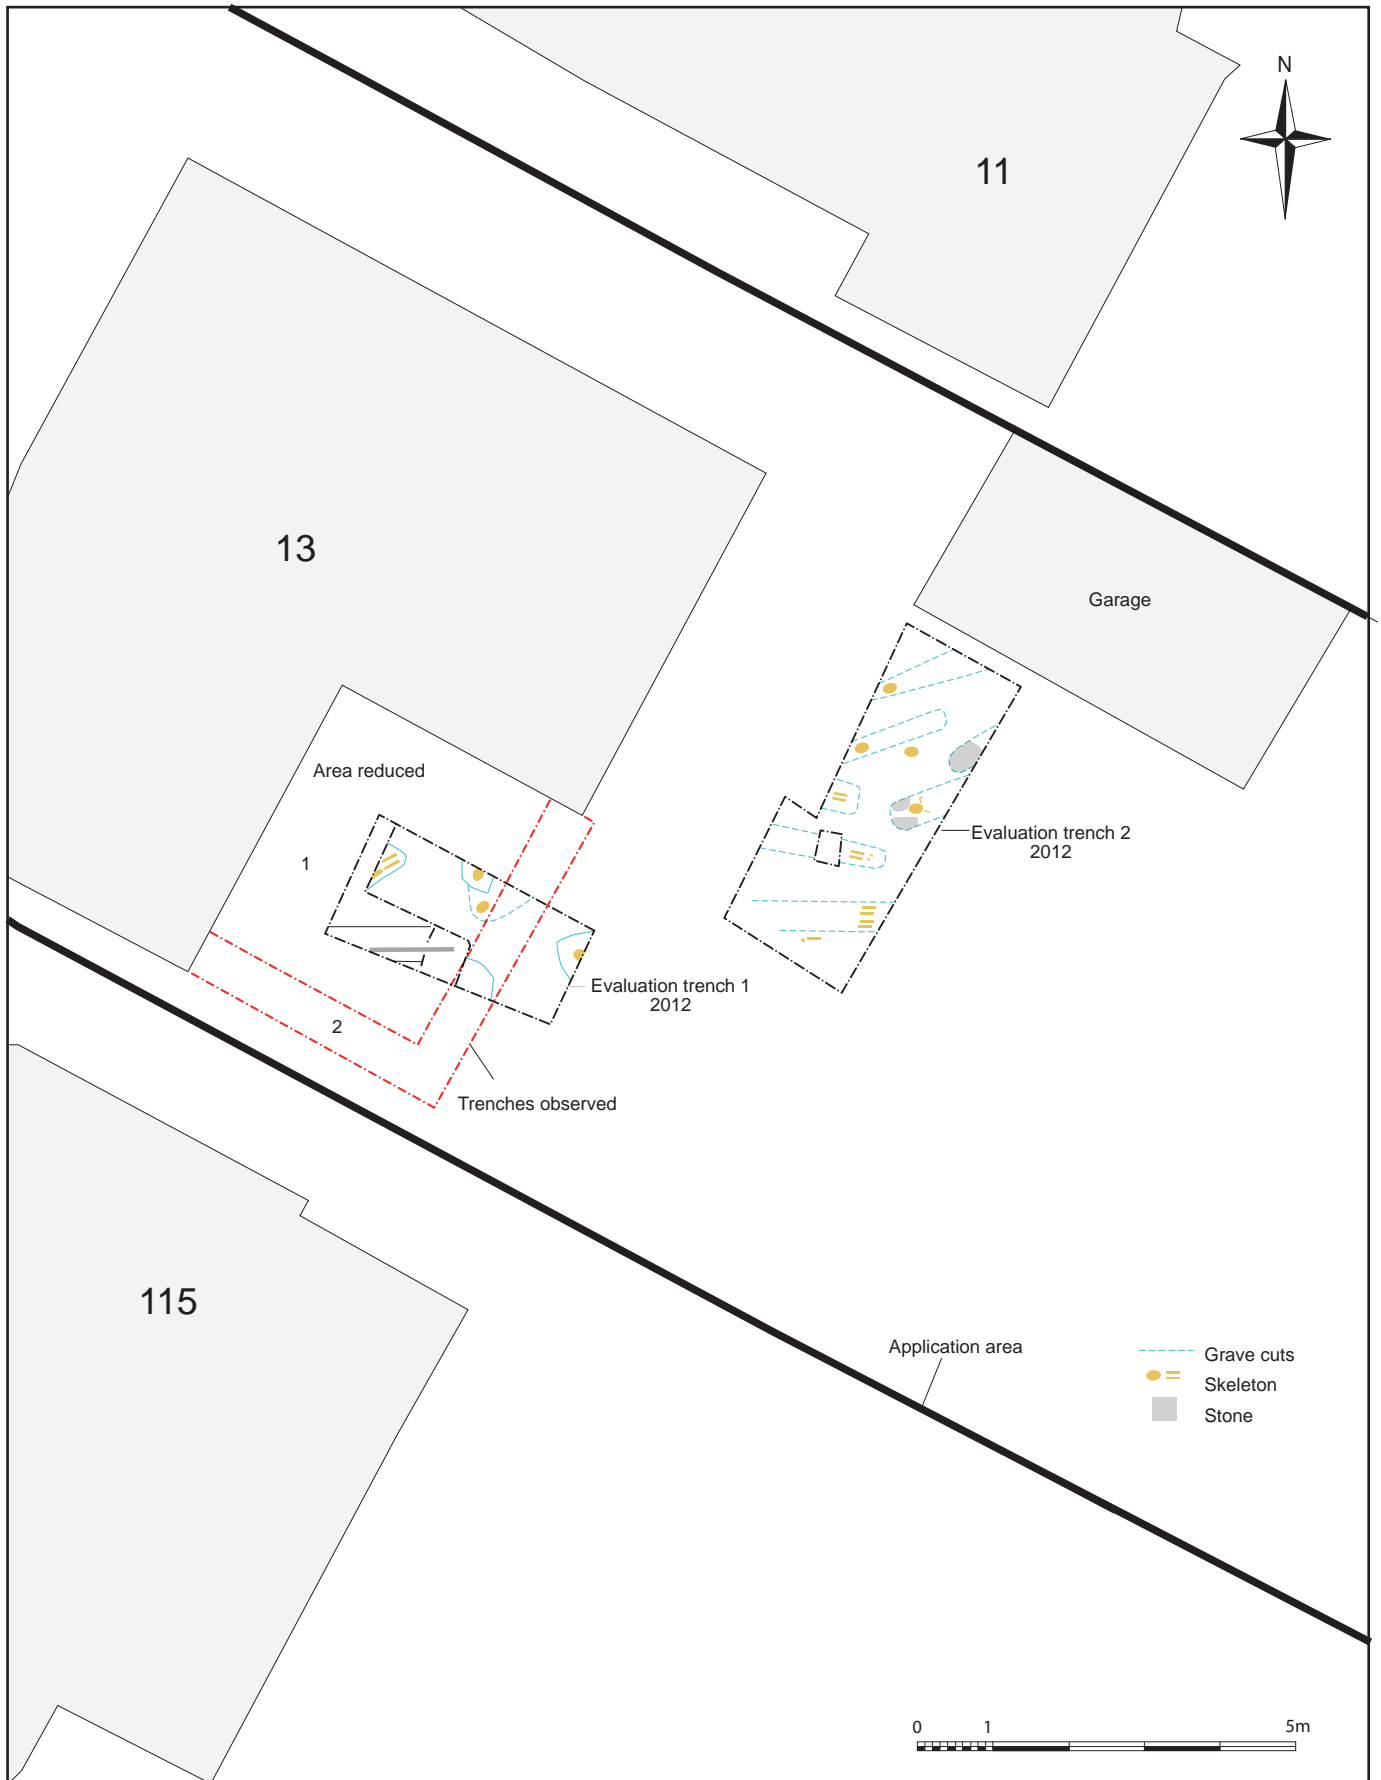 N
11
13
Garage
Area reduced
1
Evaluation trench 2
2012
Evaluation trench 1
2012
2
Trenches observed
115
Application area
Grave cuts
Skeleton
Stone
0 1 5m